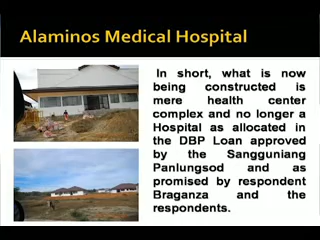 Alaminos Medical Hospital
In short, what is now
being constructed is
mere health center
complex and no longer a
Hospital as allocated in
the DBP Loan approved
by the Sangguniang
Panlungsod and as
promised by respondent
Braganza and the
respondents.